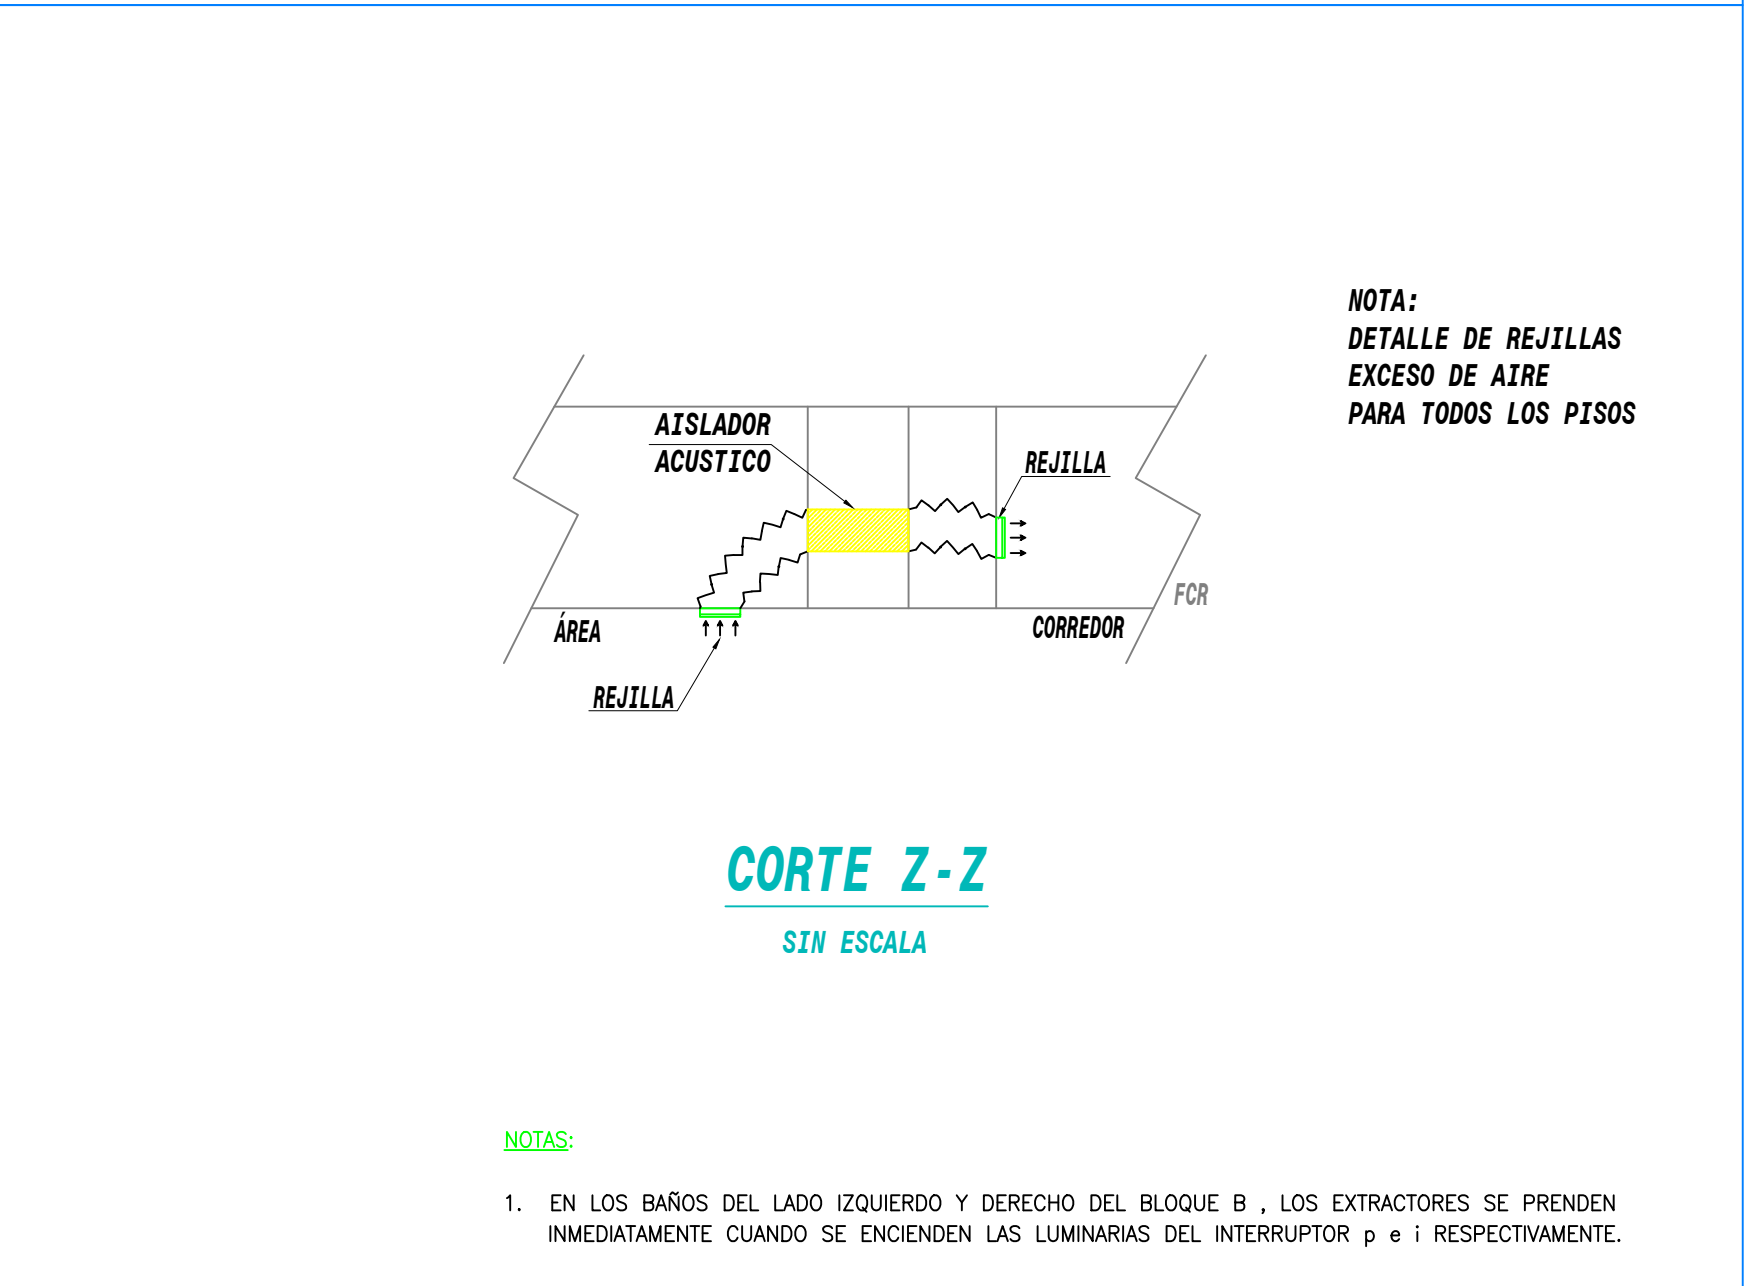 NOTA:
DETALLE DE REJILLAS
EXCESO DE AIRE
PARA TODOS LOS PISOS
AISLADOR
ACUSTICO
REJILLA
FCR
ÁREA
CORREDOR
REJILLA
CORTE Z-Z
SIN ESCALA
NOTAS:
1. EN LOS BAÑOS DEL LADO IZQUIERDO Y DERECHO DEL BLOQUE B , LOS EXTRACTORES SE PRENDEN
INMEDIATAMENTE CUANDO SE ENCIENDEN LAS LUMINARIAS DEL INTERRUPTOR p e i RESPECTIVAMENTE.